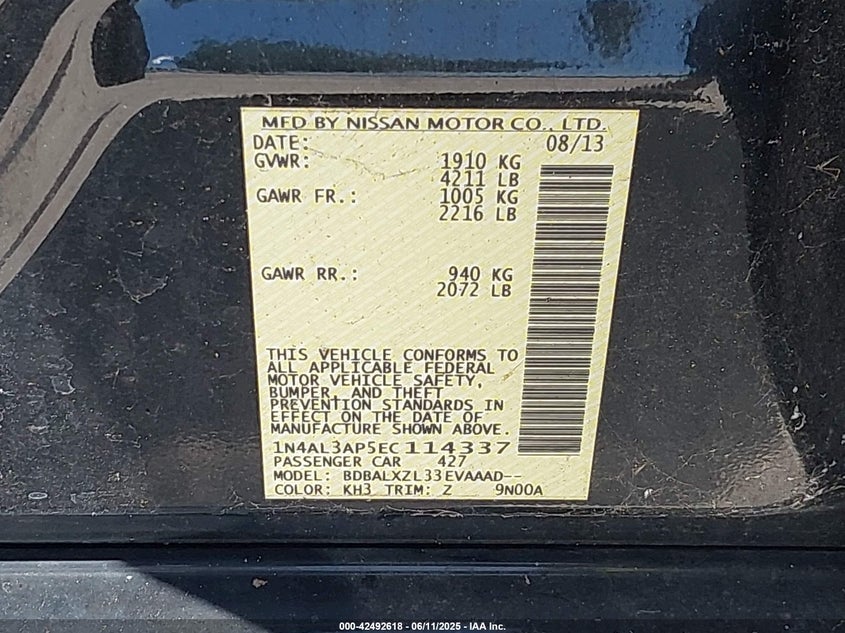 MFD BY NISSAN MOTOR CO., LTD.
DATE: 08/13
GVWR: 1910 KG
4211 LB
GAWR FR.: 1005 KG
2216 LB
GAWR RR.: 940 KG
2072 LB
THIS VEHICLE CONFORMS TO
ALL APPLICABLE FEDERAL
MOTOR VEHICLE SAFETY,
BUMPER, AND THEFT
PREVENTION STANDARDS IN
EFFECT ON THE DATE OF
MANUFACTURE SHOWN ABOVE.
1N4AL3AP5EC114337
PASSENGER CAR 427
MODEL: BDBALXZL33EVAAAD--
COLOR: KH3 TRIM: Z 9N00A
000-42492618 - 06/11/2025 - IAA Inc.